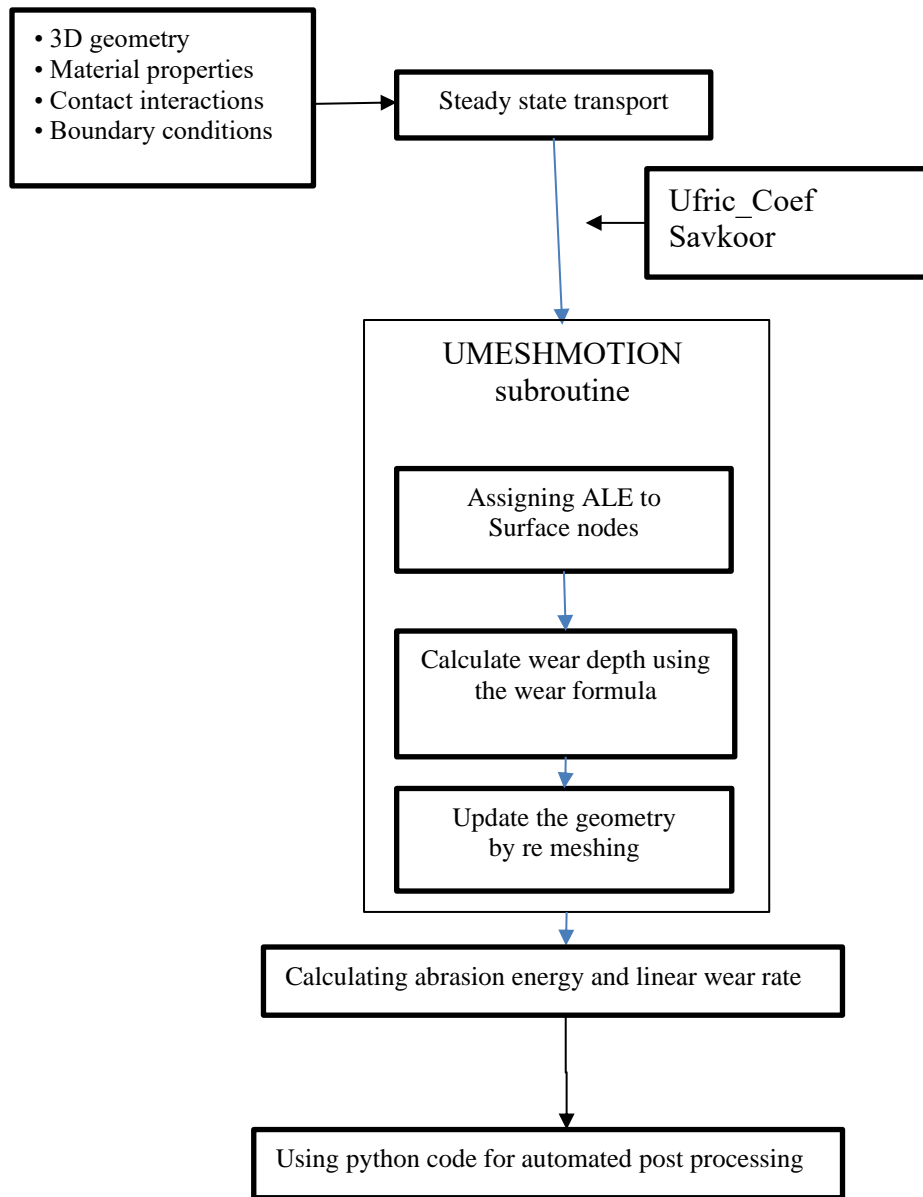 • 3D geometry
• Material properties
• Contact interactions
• Boundary conditions
Steady state transport
Ufric_Coef
Savkoor
UMESHMOTION
subroutine
Assigning ALE to
Surface nodes
Calculate wear depth using
the wear formula
Update the geometry
by re meshing
Calculating abrasion energy and linear wear rate
Using python code for automated post processing